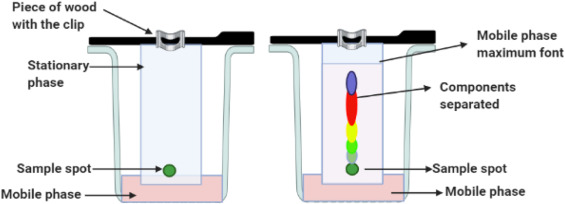 Piece of wood
with the clip
Stationary
phase
Sample spot
Mobile phase
Mobile phase
maximum font
Components
separated
Sample spot
Mobile phase